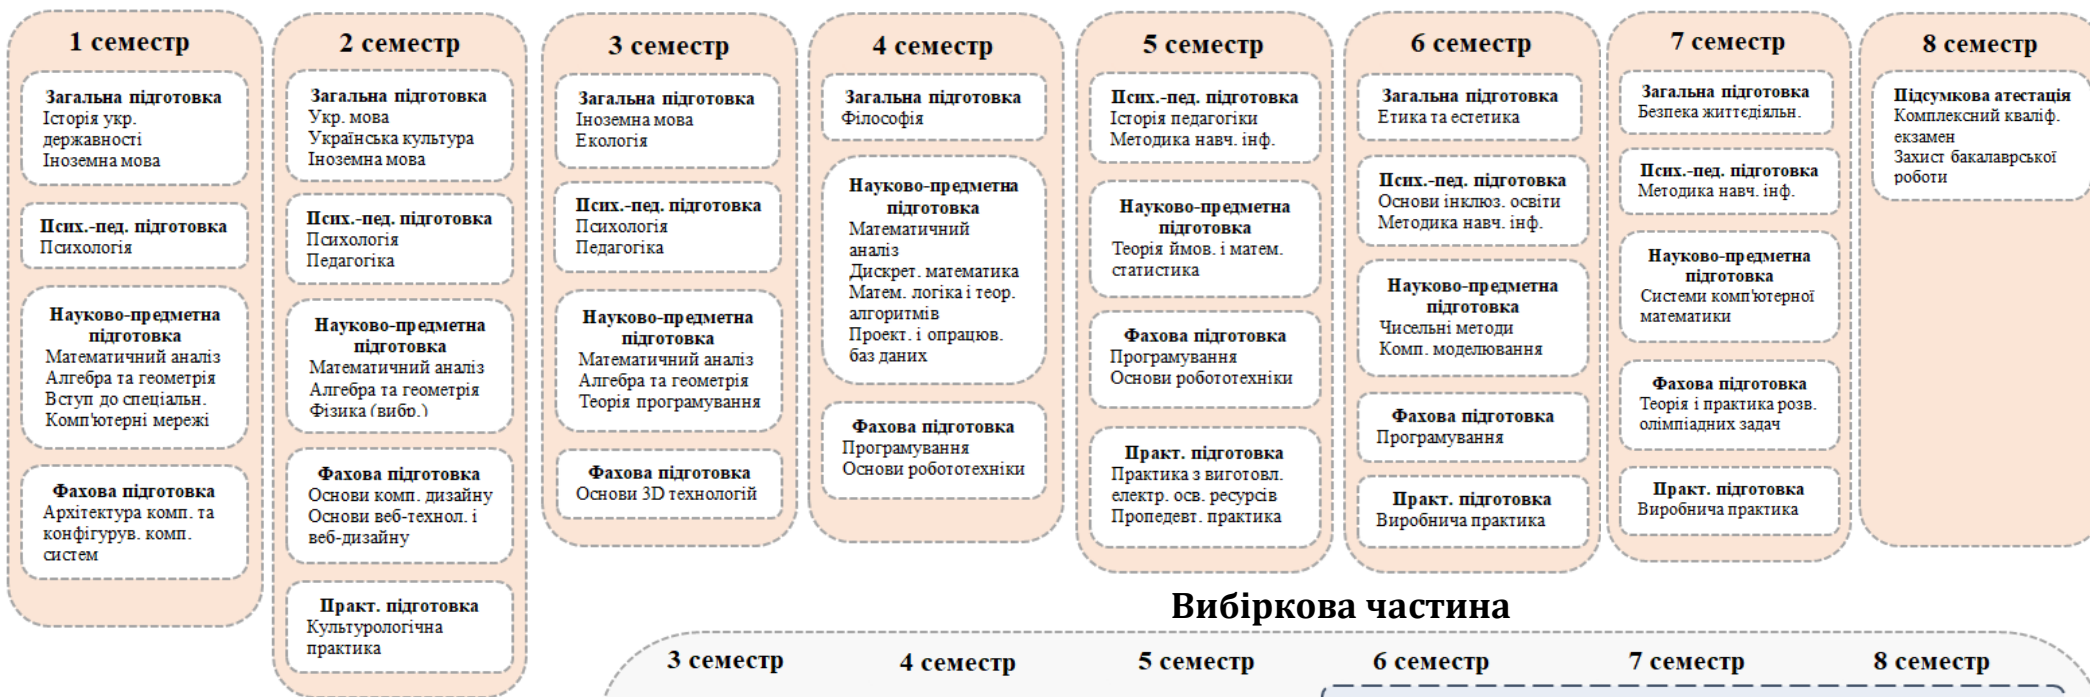 1 семестр
Загальна підготовка
Історія укр.
державності
Іноземна мова
Псих.-пед. підготовка
Психологія
Науково-предметна
підготовка
Математичний аналіз
Алгебра та геометрія
Вступ до спеціальн.
Комп'ютерні мережі
Фахова підготовка
Архітектура комп. та
конфігурув. комп.
систем
2 семестр
Загальна підготовка
Укр. мова
Українська культура
Іноземна мова
Псих.-пед. підготовка
Психологія
Педагогіка
Науково-предметна
підготовка
Математичний аналіз
Алгебра та геометрія
Фізика (вибр.)
Фахова підготовка
Основи комп. дизайну
Основи веб-технол. і
веб-дизайну
Практ. підготовка
Культурологічна
практика
3 семестр
Загальна підготовка
Іноземна мова
Екологія
Псих.-пед. підготовка
Психологія
Педагогіка
Науково-предметна
підготовка
Математичний аналіз
Алгебра та геометрія
Теорія програмування
Фахова підготовка
Основи 3D технологій
4 семестр
Загальна підготовка
Філософія
Науково-предметна
підготовка
Математичний
аналіз
Дискрет. математика
Матем. логіка і теор.
алгоритмів
Проект. і опрацюв.
баз даних
Фахова підготовка
Програмування
Основи робототехніки
5 семестр
Псих.-пед. підготовка
Історія педагогіки
Методика навч. інф.
Науково-предметна
підготовка
Теорія ймов. і матем.
статистика
Фахова підготовка
Програмування
Основи робототехніки
Практ. підготовка
Практика з виготовл.
електр. осв. ресурсів
Пропедевт. практика
6 семестр
Загальна підготовка
Етика та естетика
Псих.-пед. підготовка
Основи інклюз. освіти
Методика навч. інф.
Науково-предметна
підготовка
Чисельні методи
Комп. моделювання
Фахова підготовка
Програмування
Практ. підготовка
Виробнича практика
7 семестр
Загальна підготовка
Безпека життєдіяльн.
Псих.-пед. підготовка
Методика навч. інф.
Науково-предметна
підготовка
Системи комп'ютерної
математики
Фахова підготовка
Теорія і практика розв.
олімпіадних задач
Практ. підготовка
Виробнича практика
8 семестр
Підсумкова атестація
Комплексний кваліф.
екзамен
Захист бакалаврської
роботи
Вибіркова частина
3 семестр
4 семестр
5 семестр
6 семестр
7 семестр
8 семестр